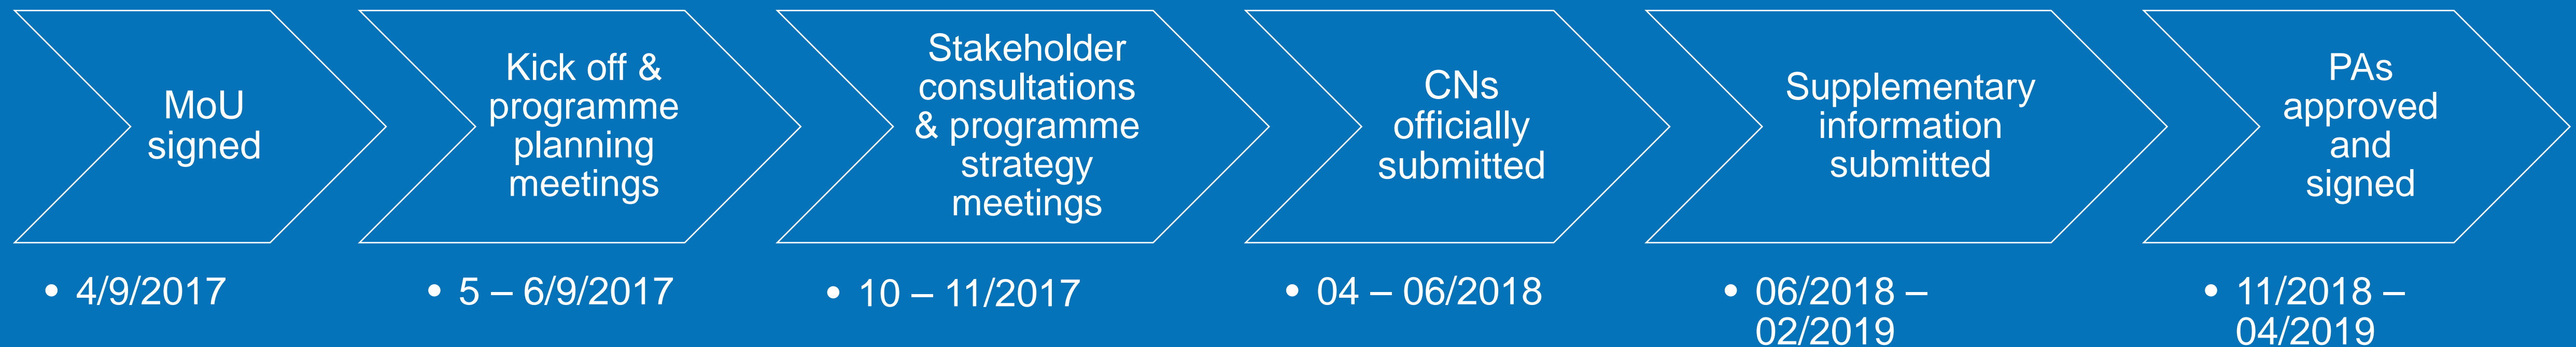 MoU
signed
Kick off &
programme
planning
meetings
Stakeholder
consultations
& programme
strategy
meetings
CNs
officially
submitted
Supplementary
information
submitted
PAs
approved
and
signed
• 4/9/2017
• 5 – 6/9/2017
• 10 – 11/2017
• 04 – 06/2018
• 06/2018 –
02/2019
• 11/2018 –
04/2019